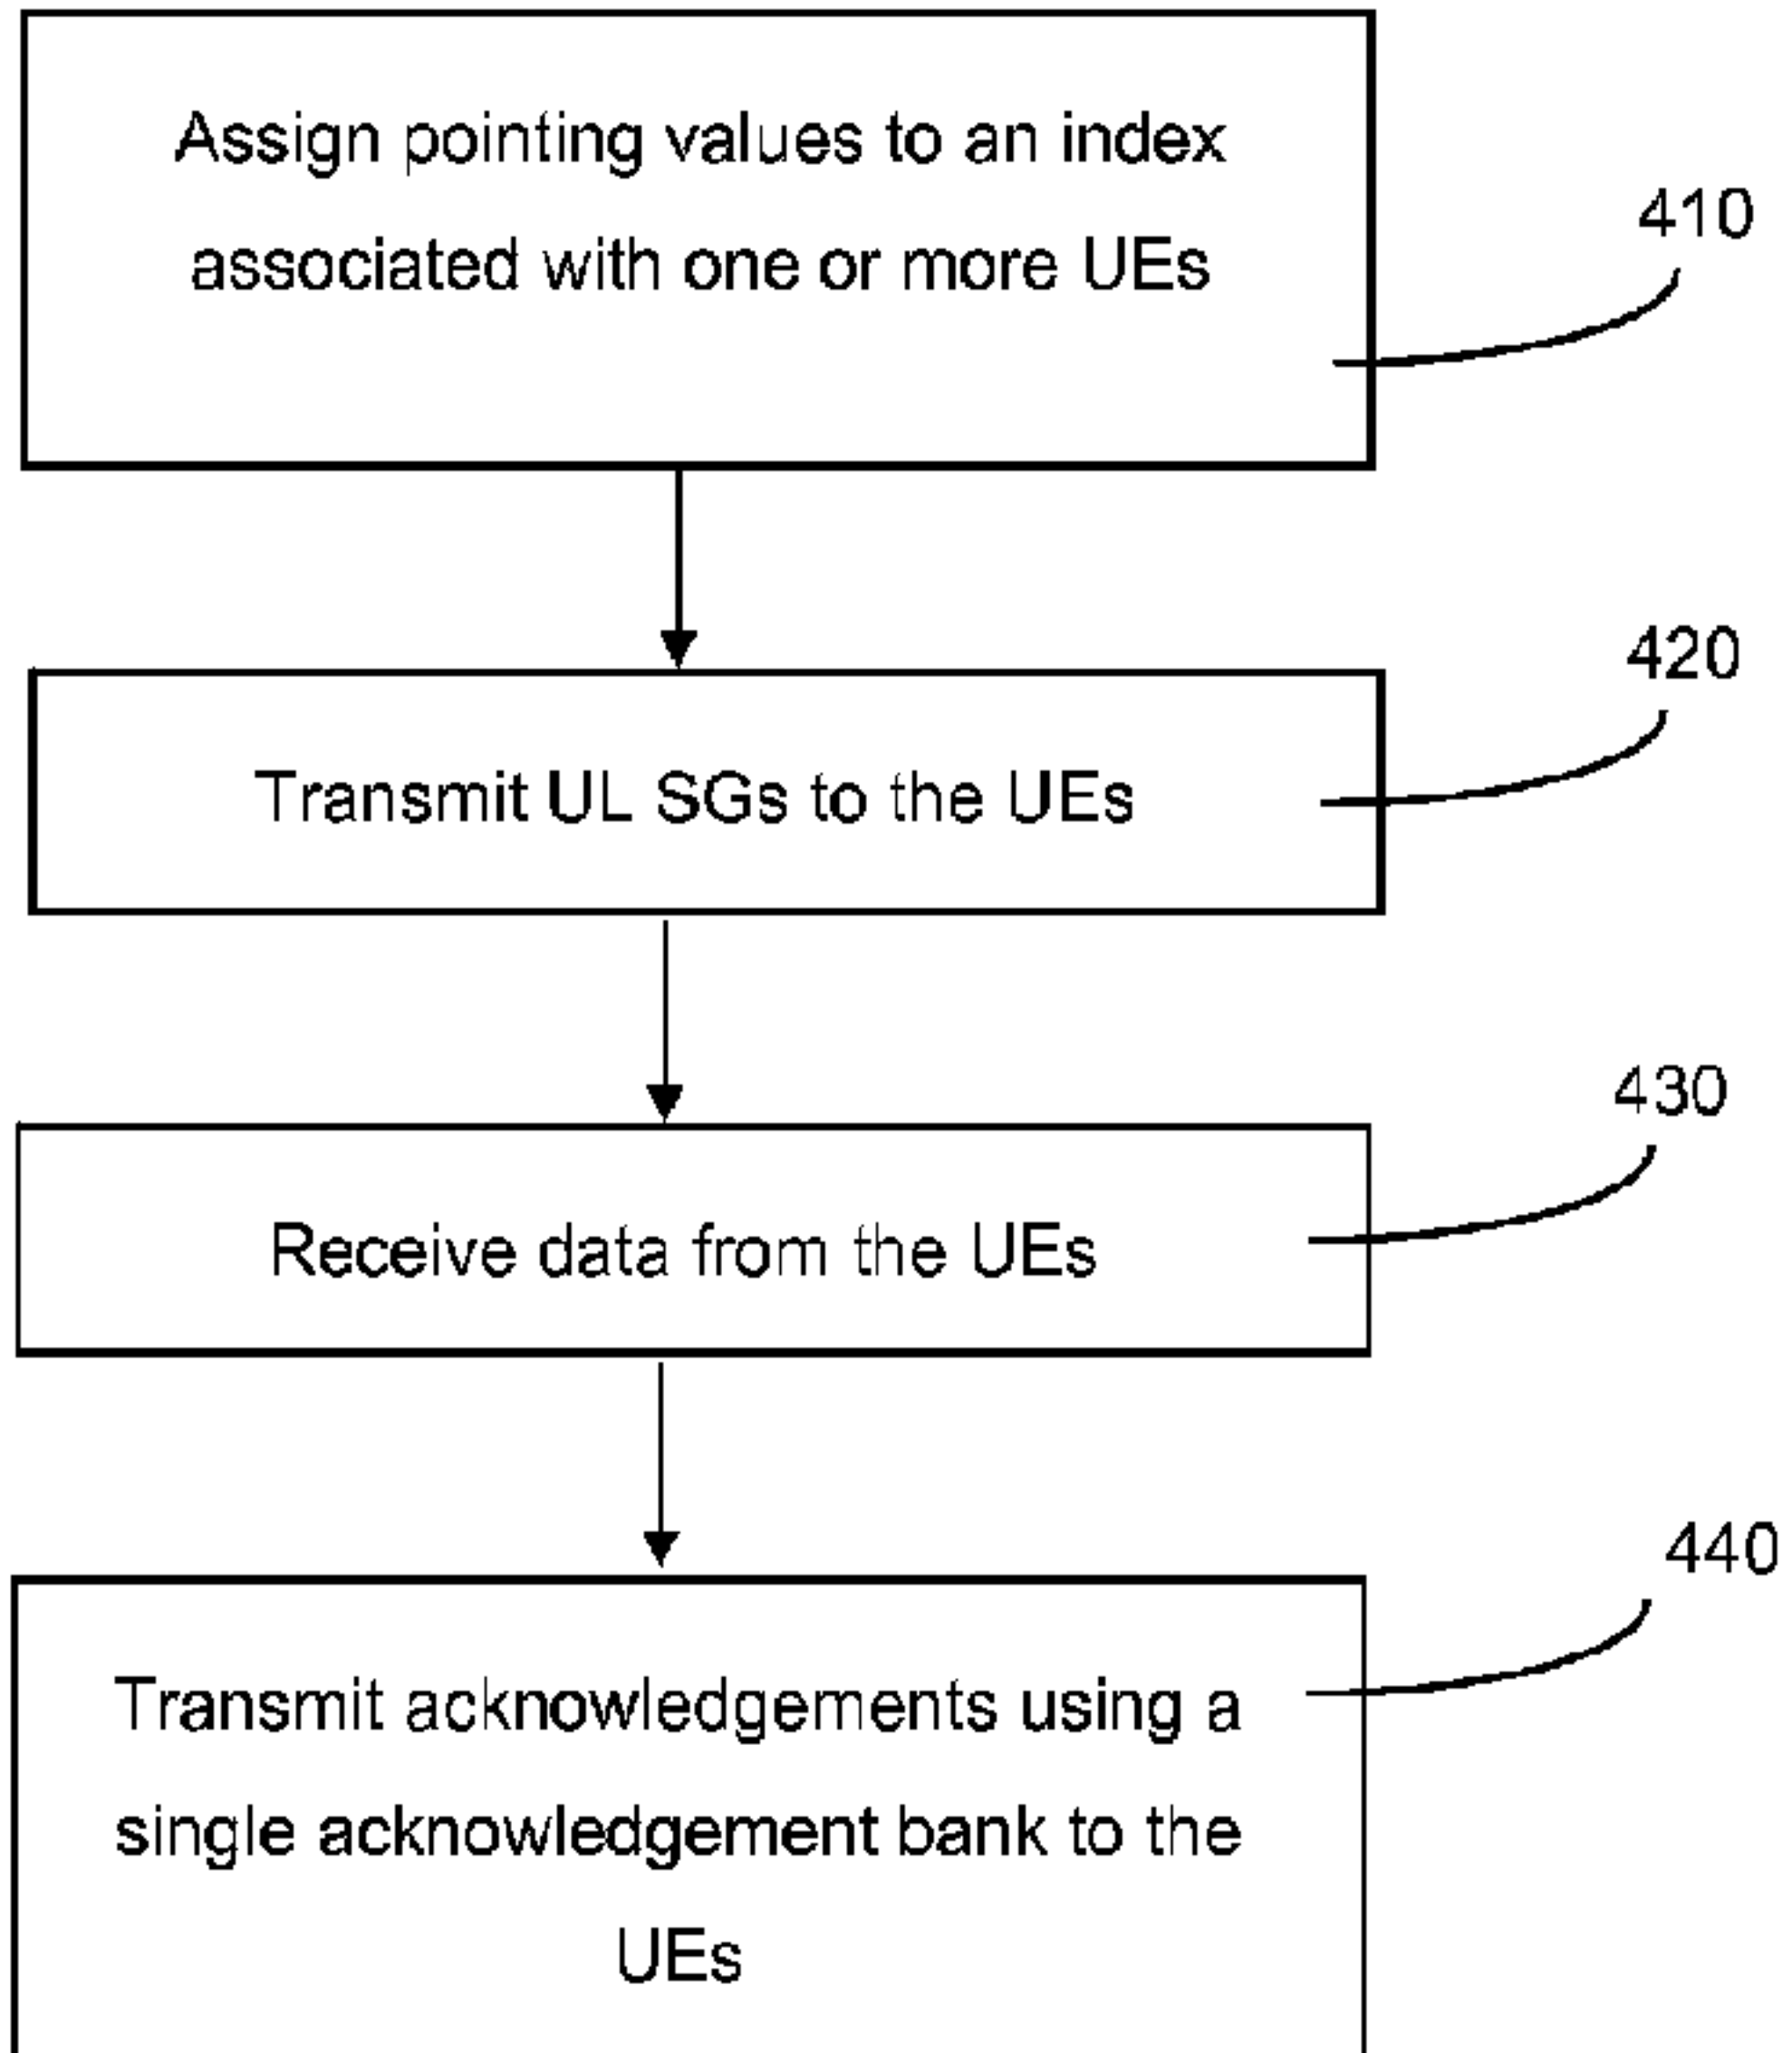 Assign pointing values to an index
associated with one or more UEs
410
Transmit UL SGs to the UEs
420
Receive data from the UEs
430
Transmit acknowledgements using a
single acknowledgement bank to the
UEs
440